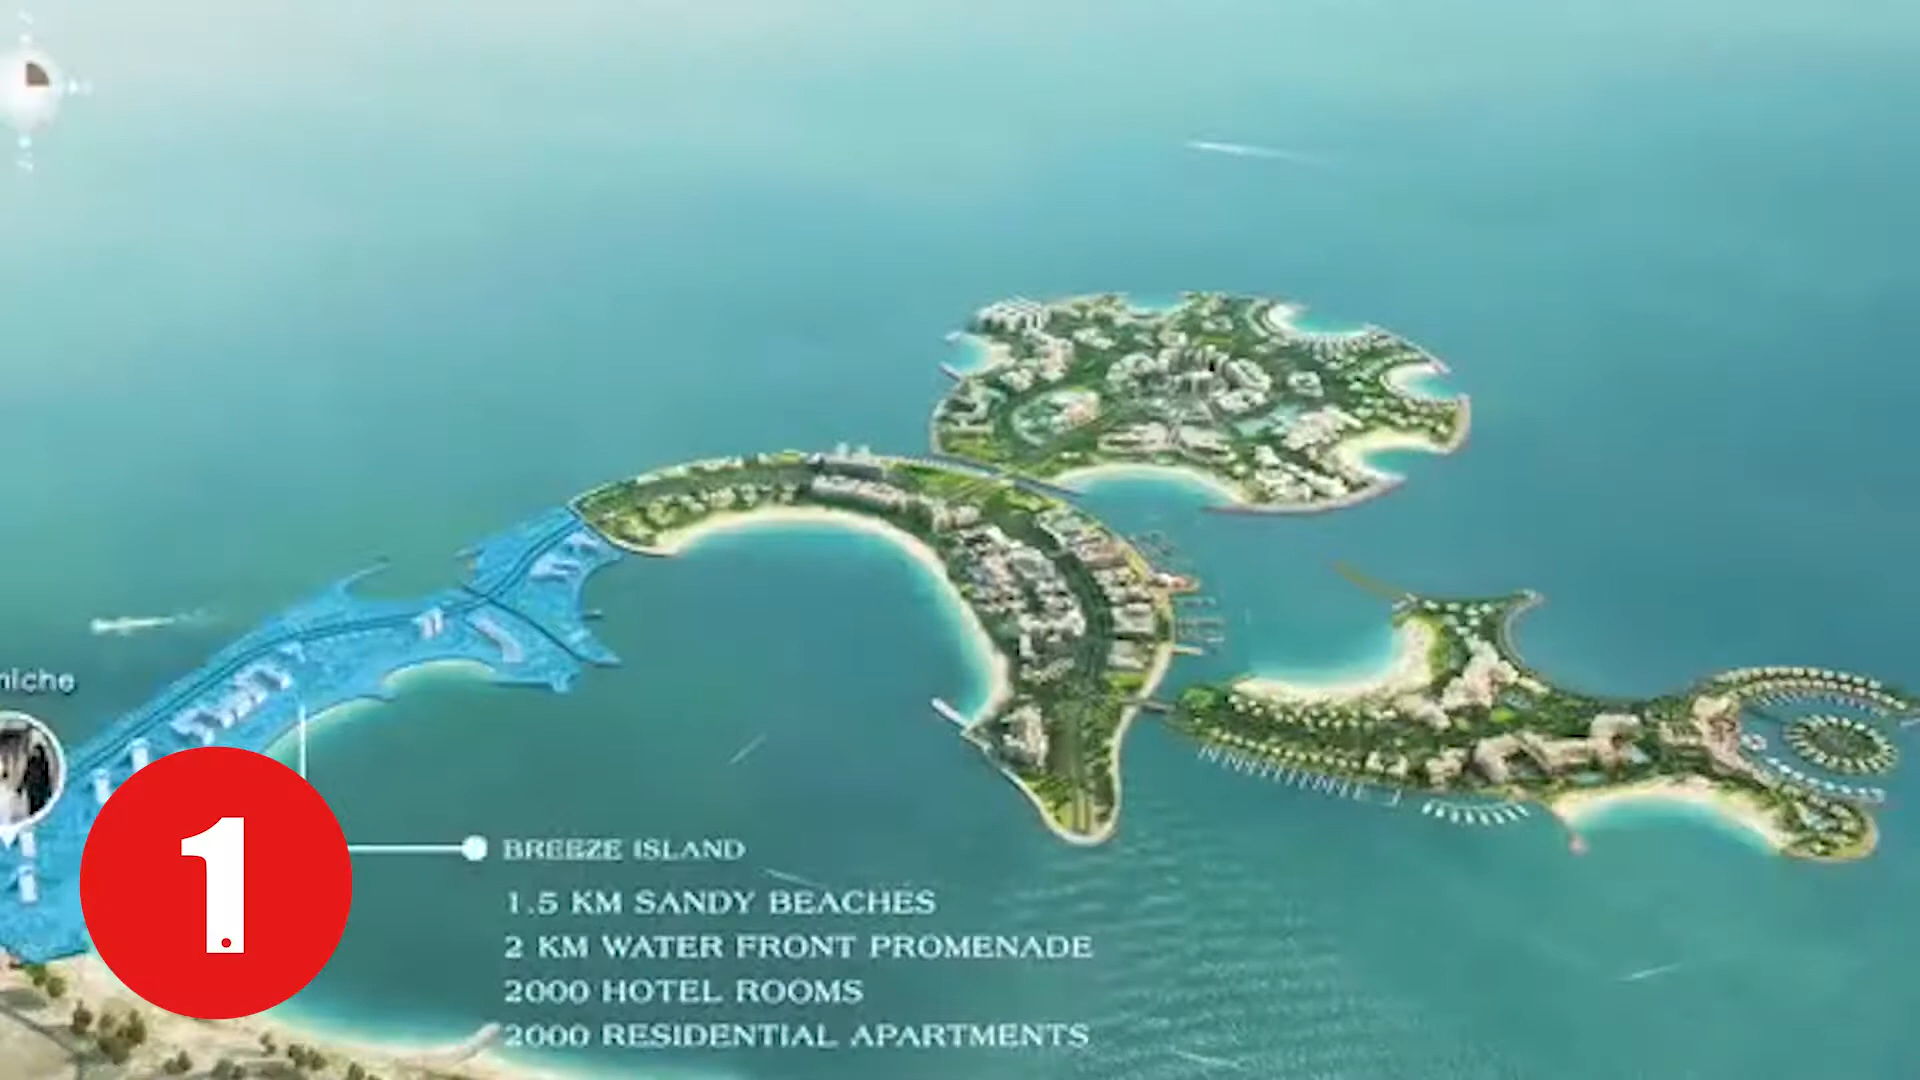 1
BREEZE ISLAND
1.5 KM SANDY BEACHES
2 KM WATER FRONT PROMENADE
2000 HOTEL ROOMS
2000 RESIDENTIAL APARTMENTS